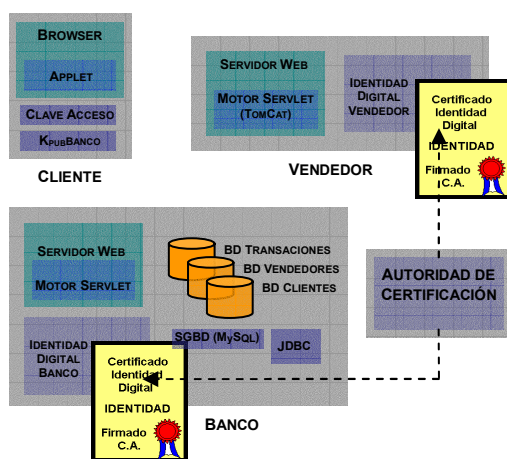 BROWSER
APPLET
CLAVE ACCESO
KPUBBANCO
CLIENTE
SERVIDOR WEB
MOTOR SERVLET
(TOMCAT)
IDENTIDAD
DIGITAL
VENDEDOR
Certificado
Identidad
Digital
IDENTIDAD
Firmado
C.A.
VENDEDOR
SERVIDOR WEB
MOTOR SERVLET
BD TRANSACIONES
BD VENDEDORES
BD CLIENTES
AUTORIDAD DE
CERTIFICACIÓN
IDENTIDAD
DIGITAL
BANCO
SGBD (MYSQL)
JDBC
Certificado
Identidad
Digital
IDENTIDAD
Firmado
C.A.
BANCO